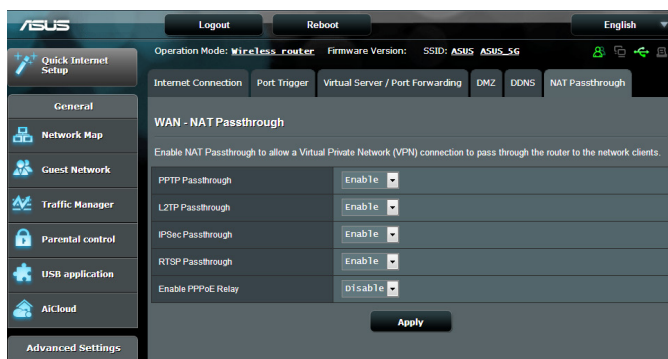 ASUS
Logout
Reboot
English
Quick Internet
Setup
Operation Mode: Wireless router Firmware Version: SSID: ASUS ASUS_5G
Internet Connection
Port Trigger
Virtual Server / Port Forwarding
DMZ
DDNS
NAT Passthrough
General
Network Map
Guest Network
Traffic Manager
Parental control
USB application
AiCloud
Advanced Settings
WAN - NAT Passthrough
Enable NAT Passthrough to allow a Virtual Private Network (VPN) connection to pass through the router to the network clients.
PPTP Passthrough Enable
L2TP Passthrough Enable
IPSec Passthrough Enable
RTSP Passthrough Enable
Enable PPPoE Relay Disable
Apply